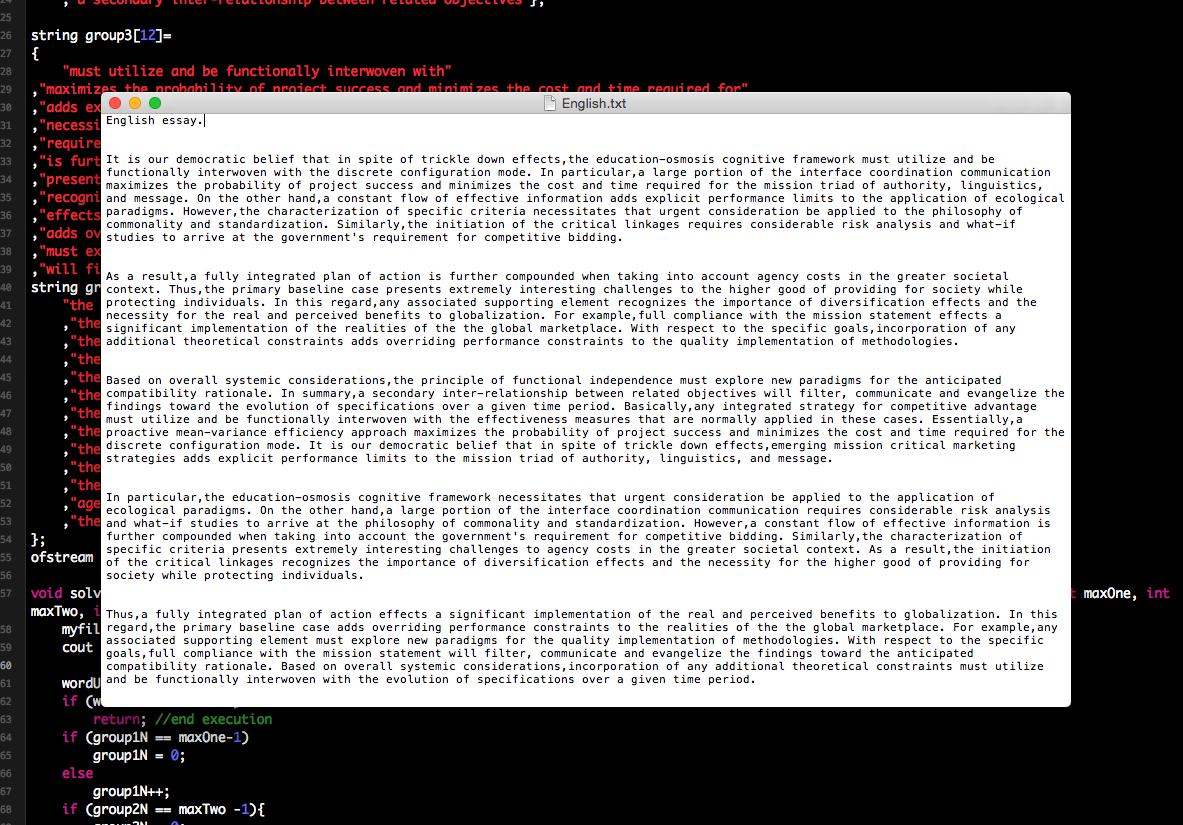 24 ,"a secondary inter-relationship between related objectives"};
25
26 string group3[12]=
27 {
28 "must utilize and be functionally interwoven with"
29 ,"maximizes the probability of project success and minimizes the cost and time required for"
30 ,"adds ex
31 ,"necessi
32 ,"require
33 ,"is furt
34 ,"present
35 ,"recogni
36 ,"effects
37 ,"adds ov
38 ,"must ex
39 ,"will fi
40 string gr
41 "the
42 ,"the
43 ,"the
44 ,"the
45 ,"the
46 ,"the
47 ,"the
48 ,"the
49 ,"the
50 ,"the
51 ,"the
52 ,"age
53 ,"the
54 };
55 ofstream
56
57 void solv t maxOne, int
maxTwo, i
58 myfil
59 cout
60
61 wordU
62 if (w
63 return; //end execution
64 if (group1N == maxOne-1)
65 group1N = 0;
66 else
67 group1N++;
68 if (group2N == maxTwo -1){
English.txt
English essay.
It is our democratic belief that in spite of trickle down effects,the education-osmosis cognitive framework must utilize and be
functionally interwoven with the discrete configuration mode. In particular,a large portion of the interface coordination communication
maximizes the probability of project success and minimizes the cost and time required for the mission triad of authority, linguistics,
and message. On the other hand,a constant flow of effective information adds explicit performance limits to the application of ecological
paradigms. However,the characterization of specific criteria necessitates that urgent consideration be applied to the philosophy of
commonality and standardization. Similarly,the initiation of the critical linkages requires considerable risk analysis and what-if
studies to arrive at the government's requirement for competitive bidding.
As a result,a fully integrated plan of action is further compounded when taking into account agency costs in the greater societal
context. Thus,the primary baseline case presents extremely interesting challenges to the higher good of providing for society while
protecting individuals. In this regard,any associated supporting element recognizes the importance of diversification effects and the
necessity for the real and perceived benefits to globalization. For example,full compliance with the mission statement effects a
significant implementation of the realities of the the global marketplace. With respect to the specific goals,incorporation of any
additional theoretical constraints adds overriding performance constraints to the quality implementation of methodologies.
Based on overall systemic considerations,the principle of functional independence must explore new paradigms for the anticipated
compatibility rationale. In summary,a secondary inter-relationship between related objectives will filter, communicate and evangelize the
findings toward the evolution of specifications over a given time period. Basically,any integrated strategy for competitive advantage
must utilize and be functionally interwoven with the effectiveness measures that are normally applied in these cases. Essentially,a
proactive mean-variance efficiency approach maximizes the probability of project success and minimizes the cost and time required for the
discrete configuration mode. It is our democratic belief that in spite of trickle down effects,emerging mission critical marketing
strategies adds explicit performance limits to the mission triad of authority, linguistics, and message.
In particular,the education-osmosis cognitive framework necessitates that urgent consideration be applied to the application of
ecological paradigms. On the other hand,a large portion of the interface coordination communication requires considerable risk analysis
and what-if studies to arrive at the philosophy of commonality and standardization. However,a constant flow of effective information is
further compounded when taking into account the government's requirement for competitive bidding. Similarly,the characterization of
specific criteria presents extremely interesting challenges to agency costs in the greater societal context. As a result,the initiation
of the critical linkages recognizes the importance of diversification effects and the necessity for the higher good of providing for
society while protecting individuals.
Thus,a fully integrated plan of action effects a significant implementation of the real and perceived benefits to globalization. In this
regard,the primary baseline case adds overriding performance constraints to the realities of the the global marketplace. For example,any
associated supporting element must explore new paradigms for the quality implementation of methodologies. With respect to the specific
goals,full compliance with the mission statement will filter, communicate and evangelize the findings toward the anticipated
compatibility rationale. Based on overall systemic considerations,incorporation of any additional theoretical constraints must utilize
and be functionally interwoven with the evolution of specifications over a given time period.